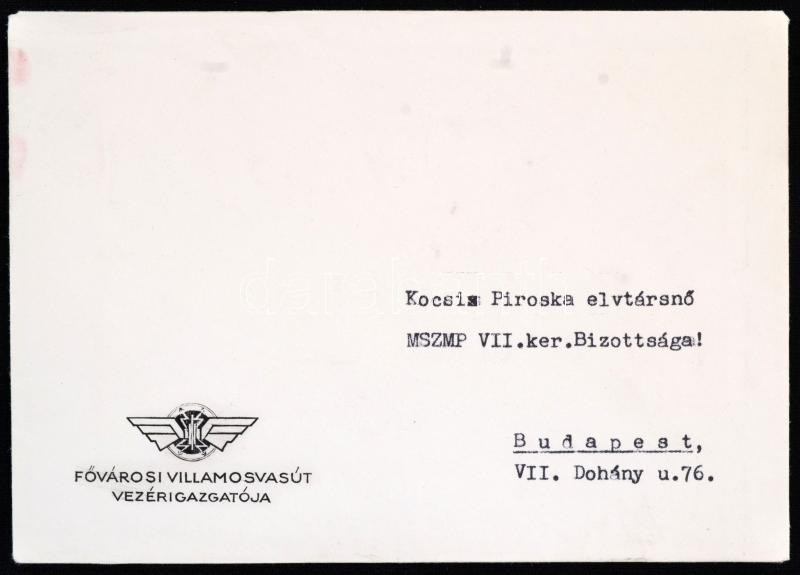 Kocsis Piroska elvtársnő
MSZMP VII.ker.Bizottsága!
Budapest,
VII. Dohány u.76.
FŐVÁROSI VILLAMOSVASÚT
VEZÉRIGAZGATÓJA